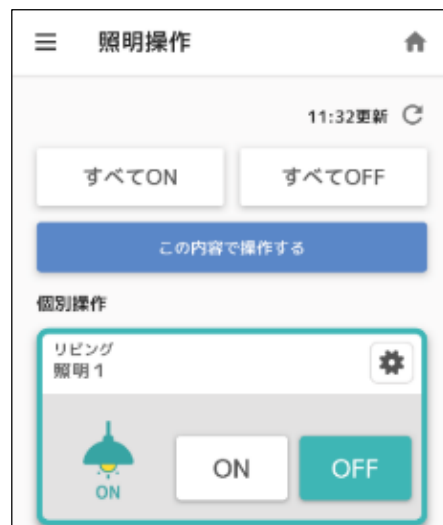 照明操作
11:32更新
すべてON
すべてOFF
この内容で操作する
個別操作
リビング
照明1
ON
ON
OFF